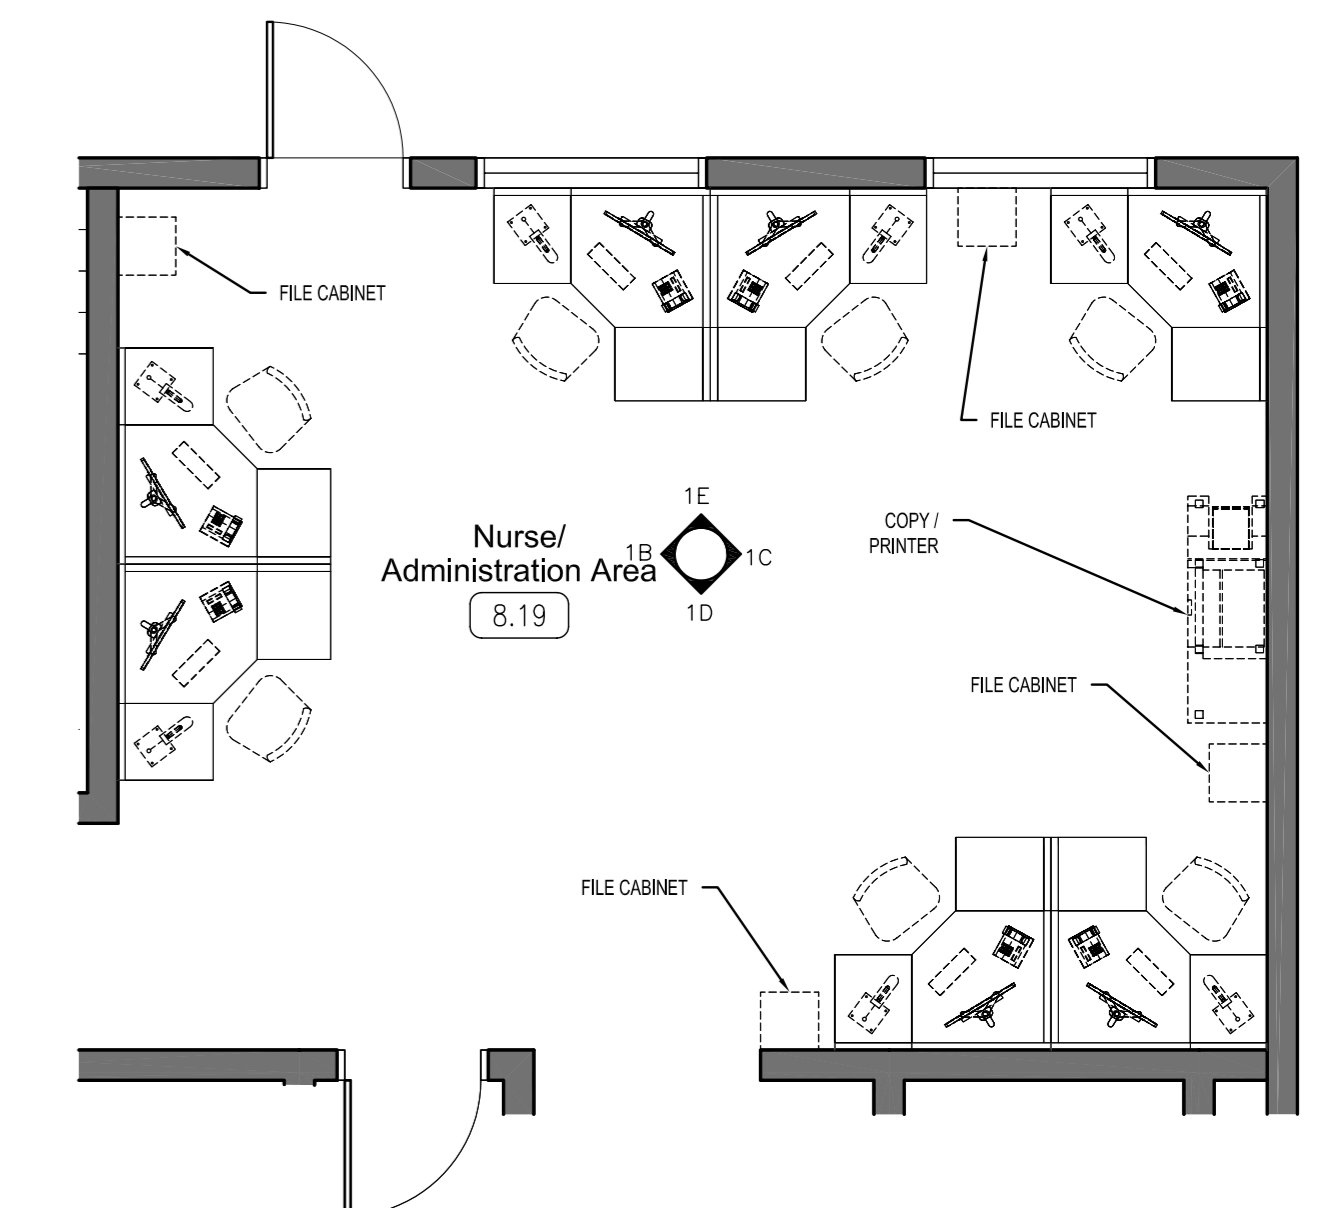 FILE CABINET
FILE CABINET
1E
Nurse/
Administration Area
1B
1C
COPY /
PRINTER
8.19
1D
FILE CABINET
FILE CABINET